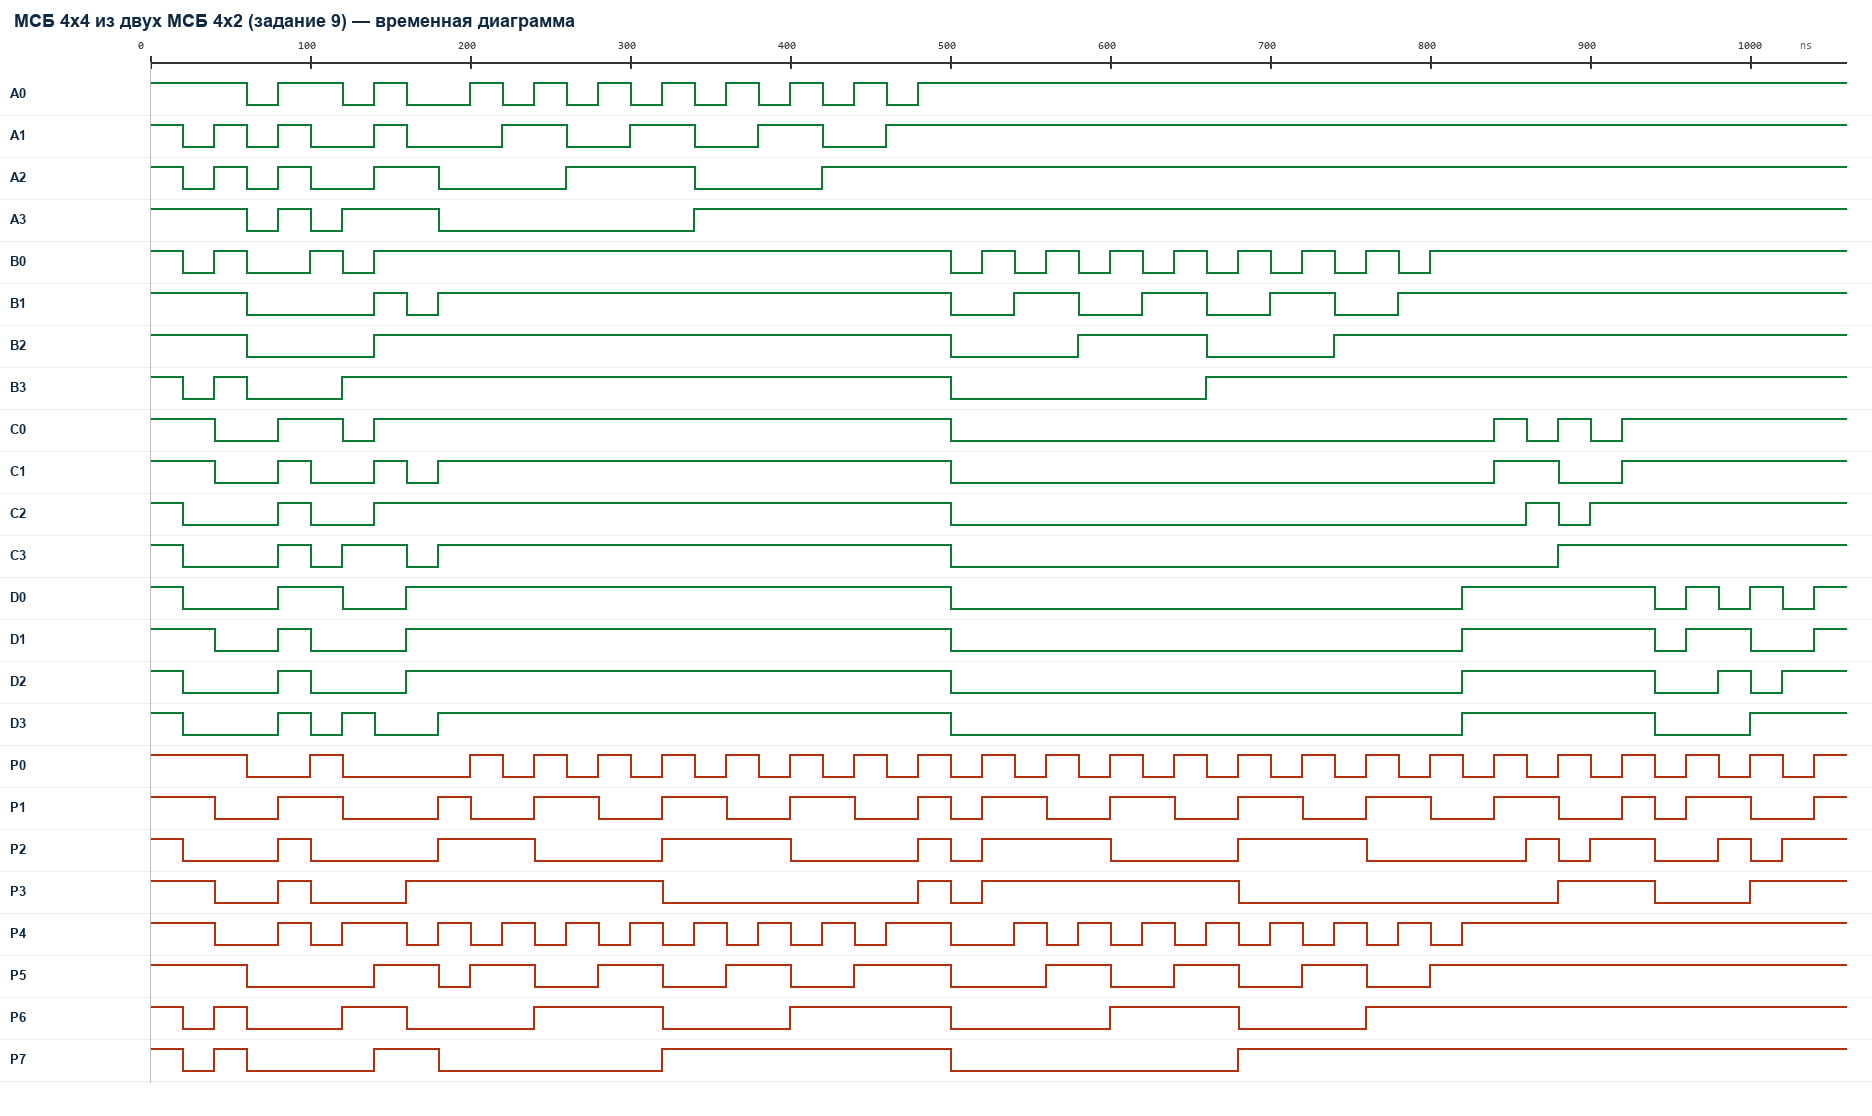 МСБ 4x4 из двух МСБ 4x2 (задание 9) — временная диаграмма
0 100 200 300 400 500 600 700 800 900 1000 ns
A0
A1
A2
A3
B0
B1
B2
B3
C0
C1
C2
C3
D0
D1
D2
D3
P0
P1
P2
P3
P4
P5
P6
P7